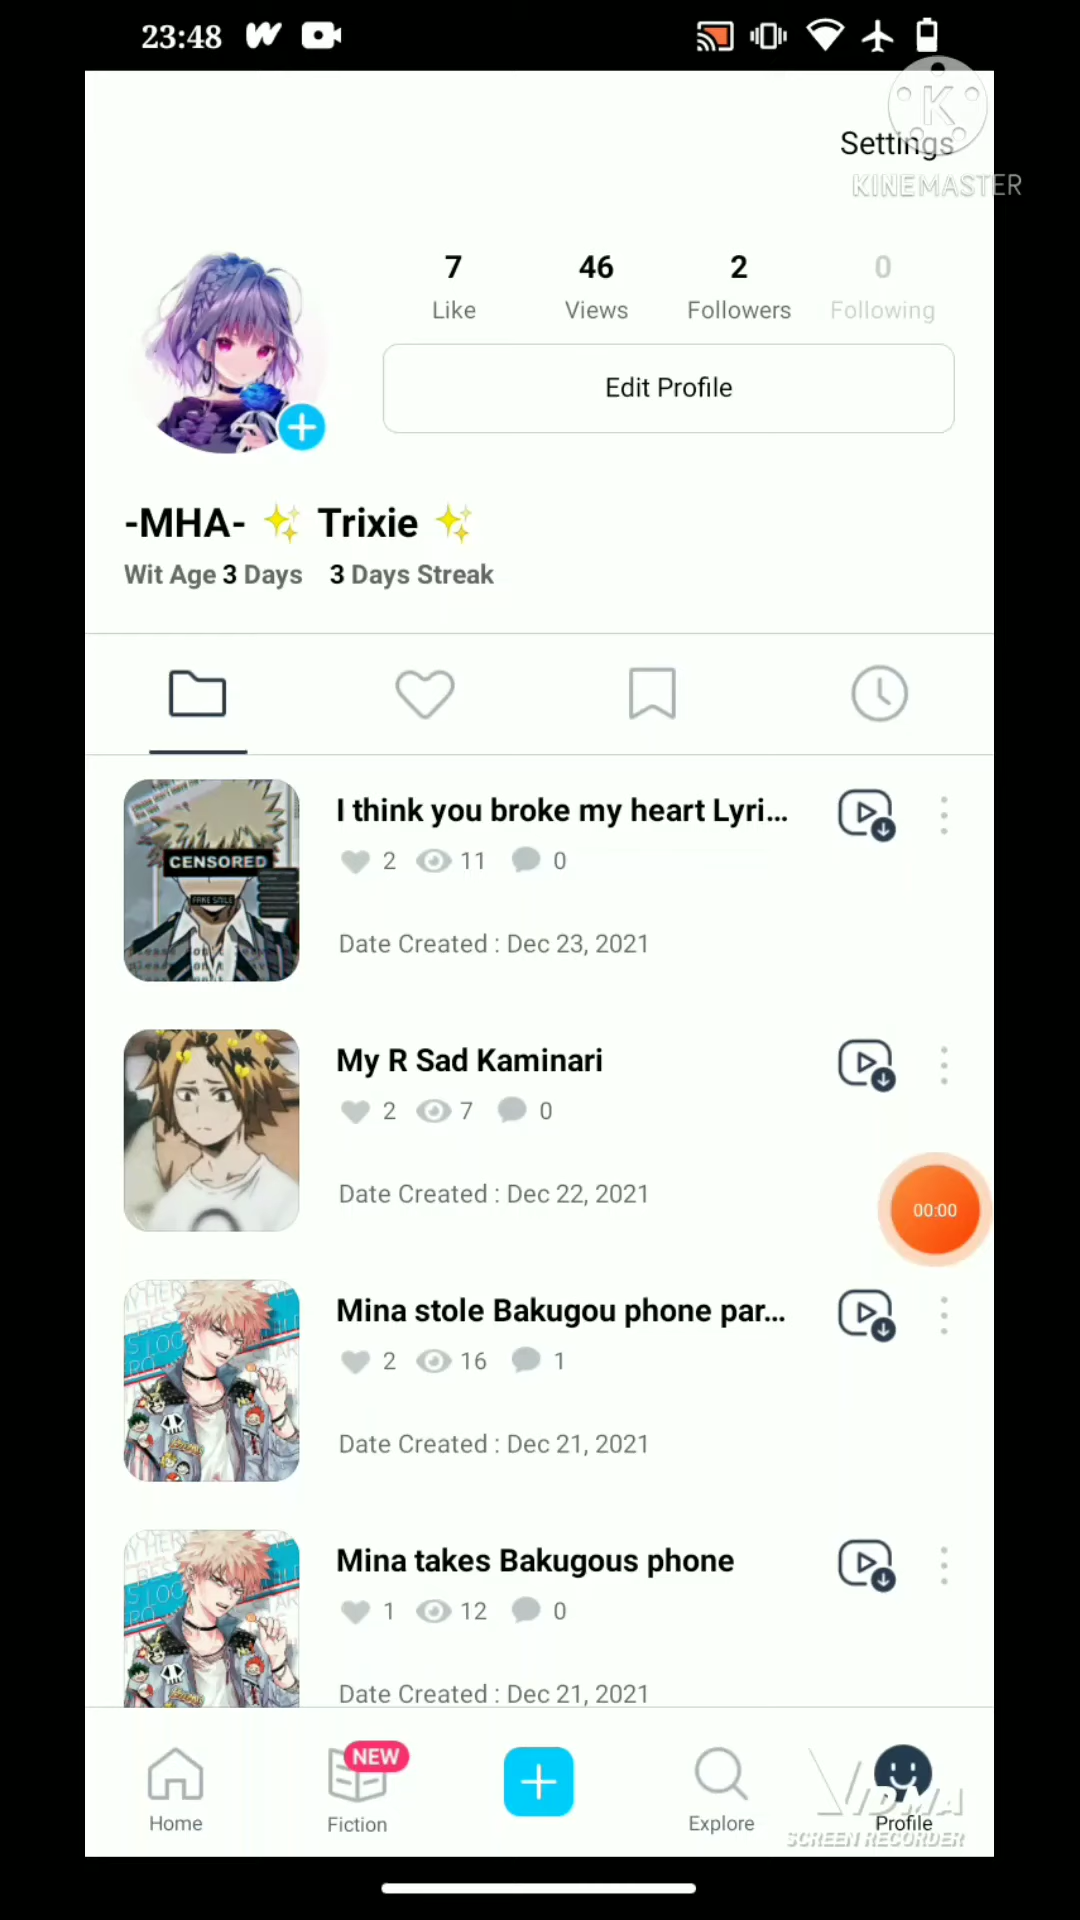 23:48
Settings
KINEMASTER
7 46 2 0
Like Views Followers Following
Edit Profile
-MHA- ✨ Trixie ✨
Wit Age 3 Days 3 Days Streak
I think you broke my heart Lyri...
2 11 0
Date Created : Dec 23, 2021
CENSORED
FAKE SMILE
My R Sad Kaminari
2 7 0
Date Created : Dec 22, 2021
00:00
Mina stole Bakugou phone par...
2 16 1
Date Created : Dec 21, 2021
Mina takes Bakugous phone
1 12 0
Date Created : Dec 21, 2021
NEW
Home Fiction Explore Profile
VIDMA
SCREEN RECORDER